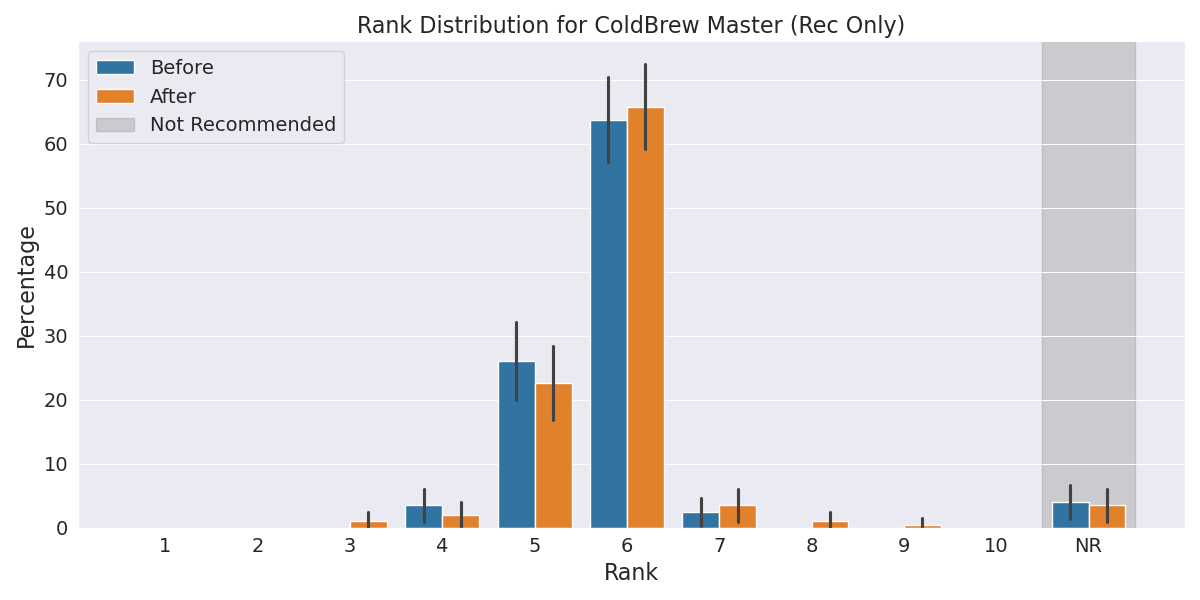 Rank Distribution for ColdBrew Master (Rec Only)
Before
After
Not Recommended
Percentage
70
60
50
40
30
20
10
0
1 2 3 4 5 6 7 8 9 10 NR
Rank